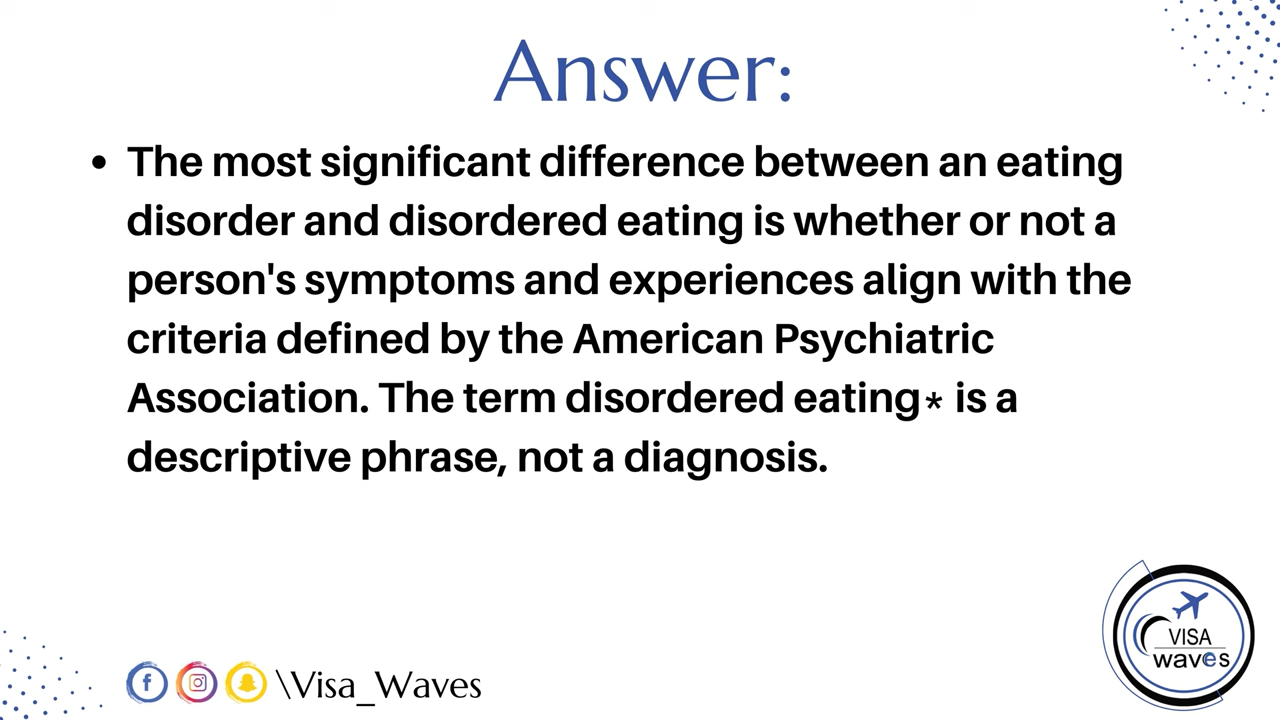 Answer:
• The most significant difference between an eating
disorder and disordered eating is whether or not a
person's symptoms and experiences align with the
criteria defined by the American Psychiatric
Association. The term disordered eating* is a
descriptive phrase, not a diagnosis.
VISA
waves
\Visa_Waves